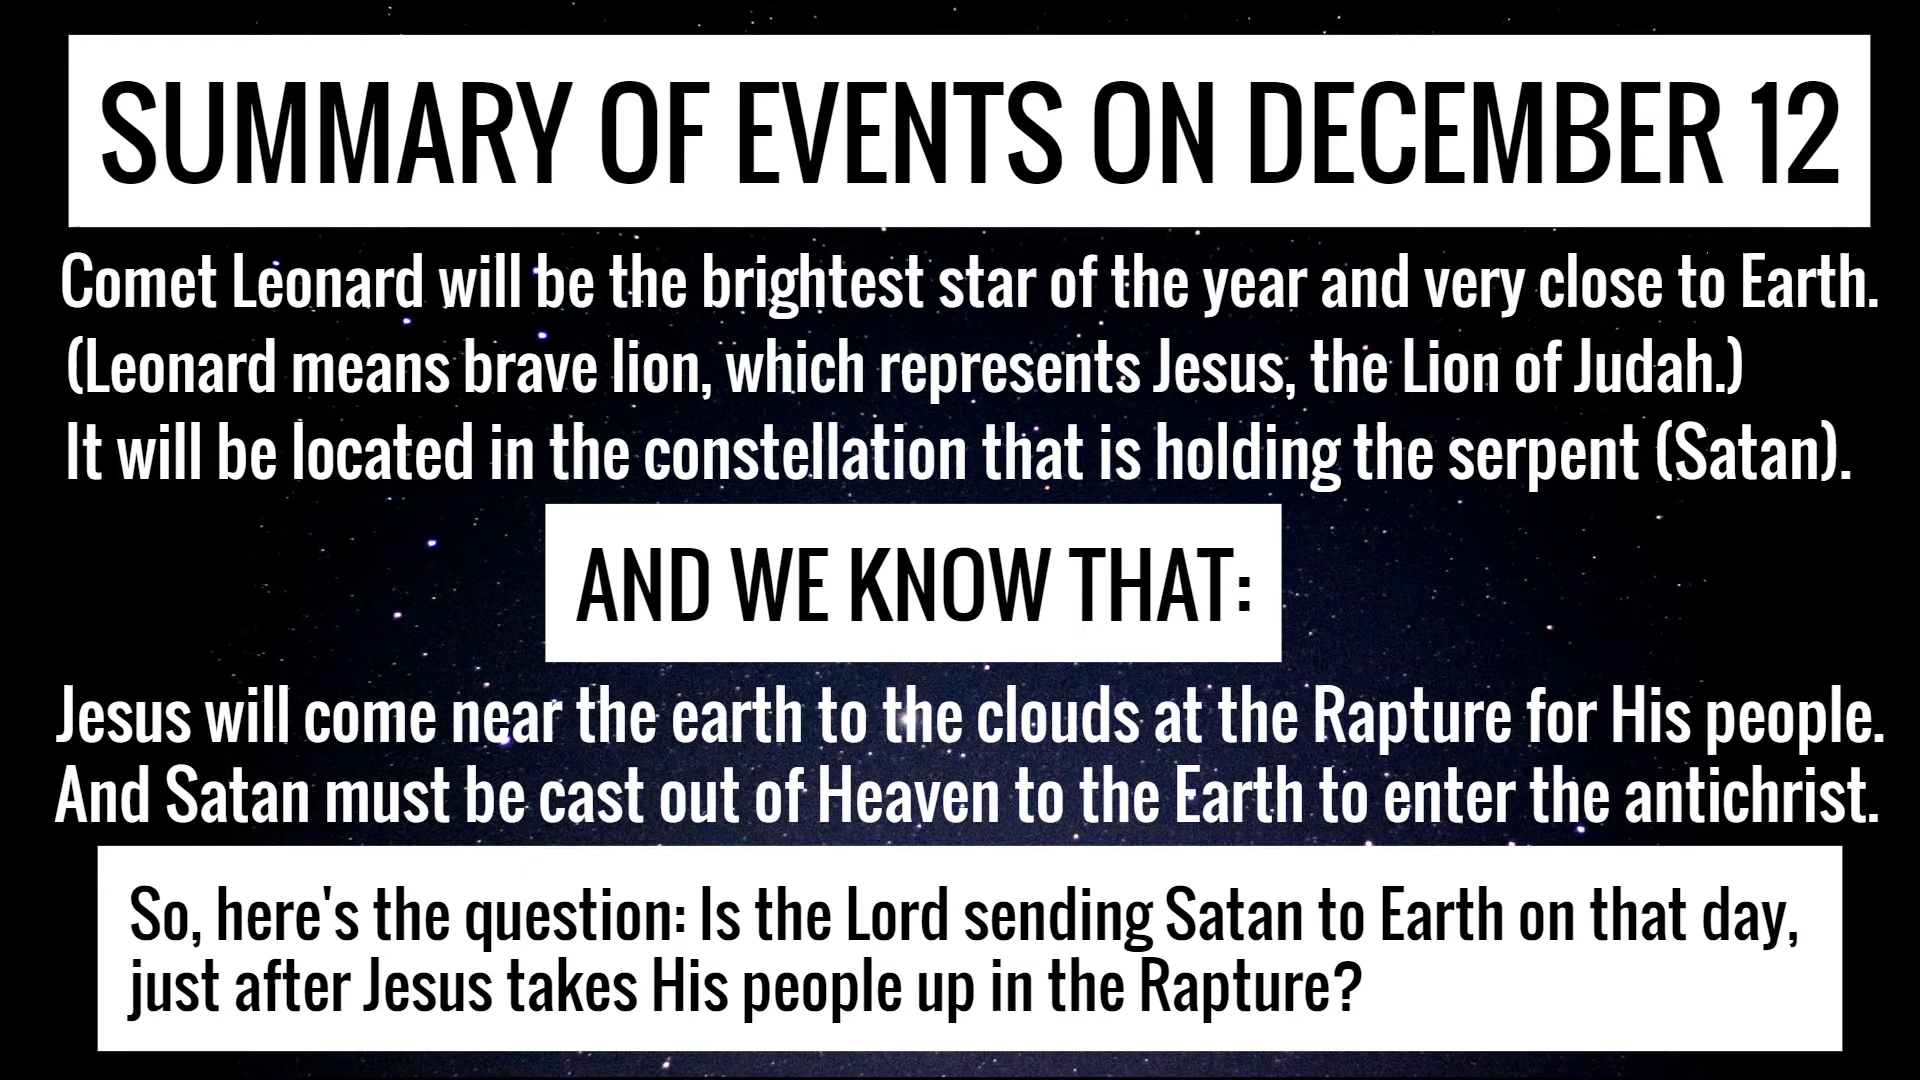 SUMMARY OF EVENTS ON DECEMBER 12
Comet Leonard will be the brightest star of the year and very close to Earth.
(Leonard means brave lion, which represents Jesus, the Lion of Judah.)
It will be located in the constellation that is holding the serpent (Satan).
AND WE KNOW THAT:
Jesus will come near the earth to the clouds at the Rapture for His people.
And Satan must be cast out of Heaven to the Earth to enter the antichrist.
So, here's the question: Is the Lord sending Satan to Earth on that day,
just after Jesus takes His people up in the Rapture?